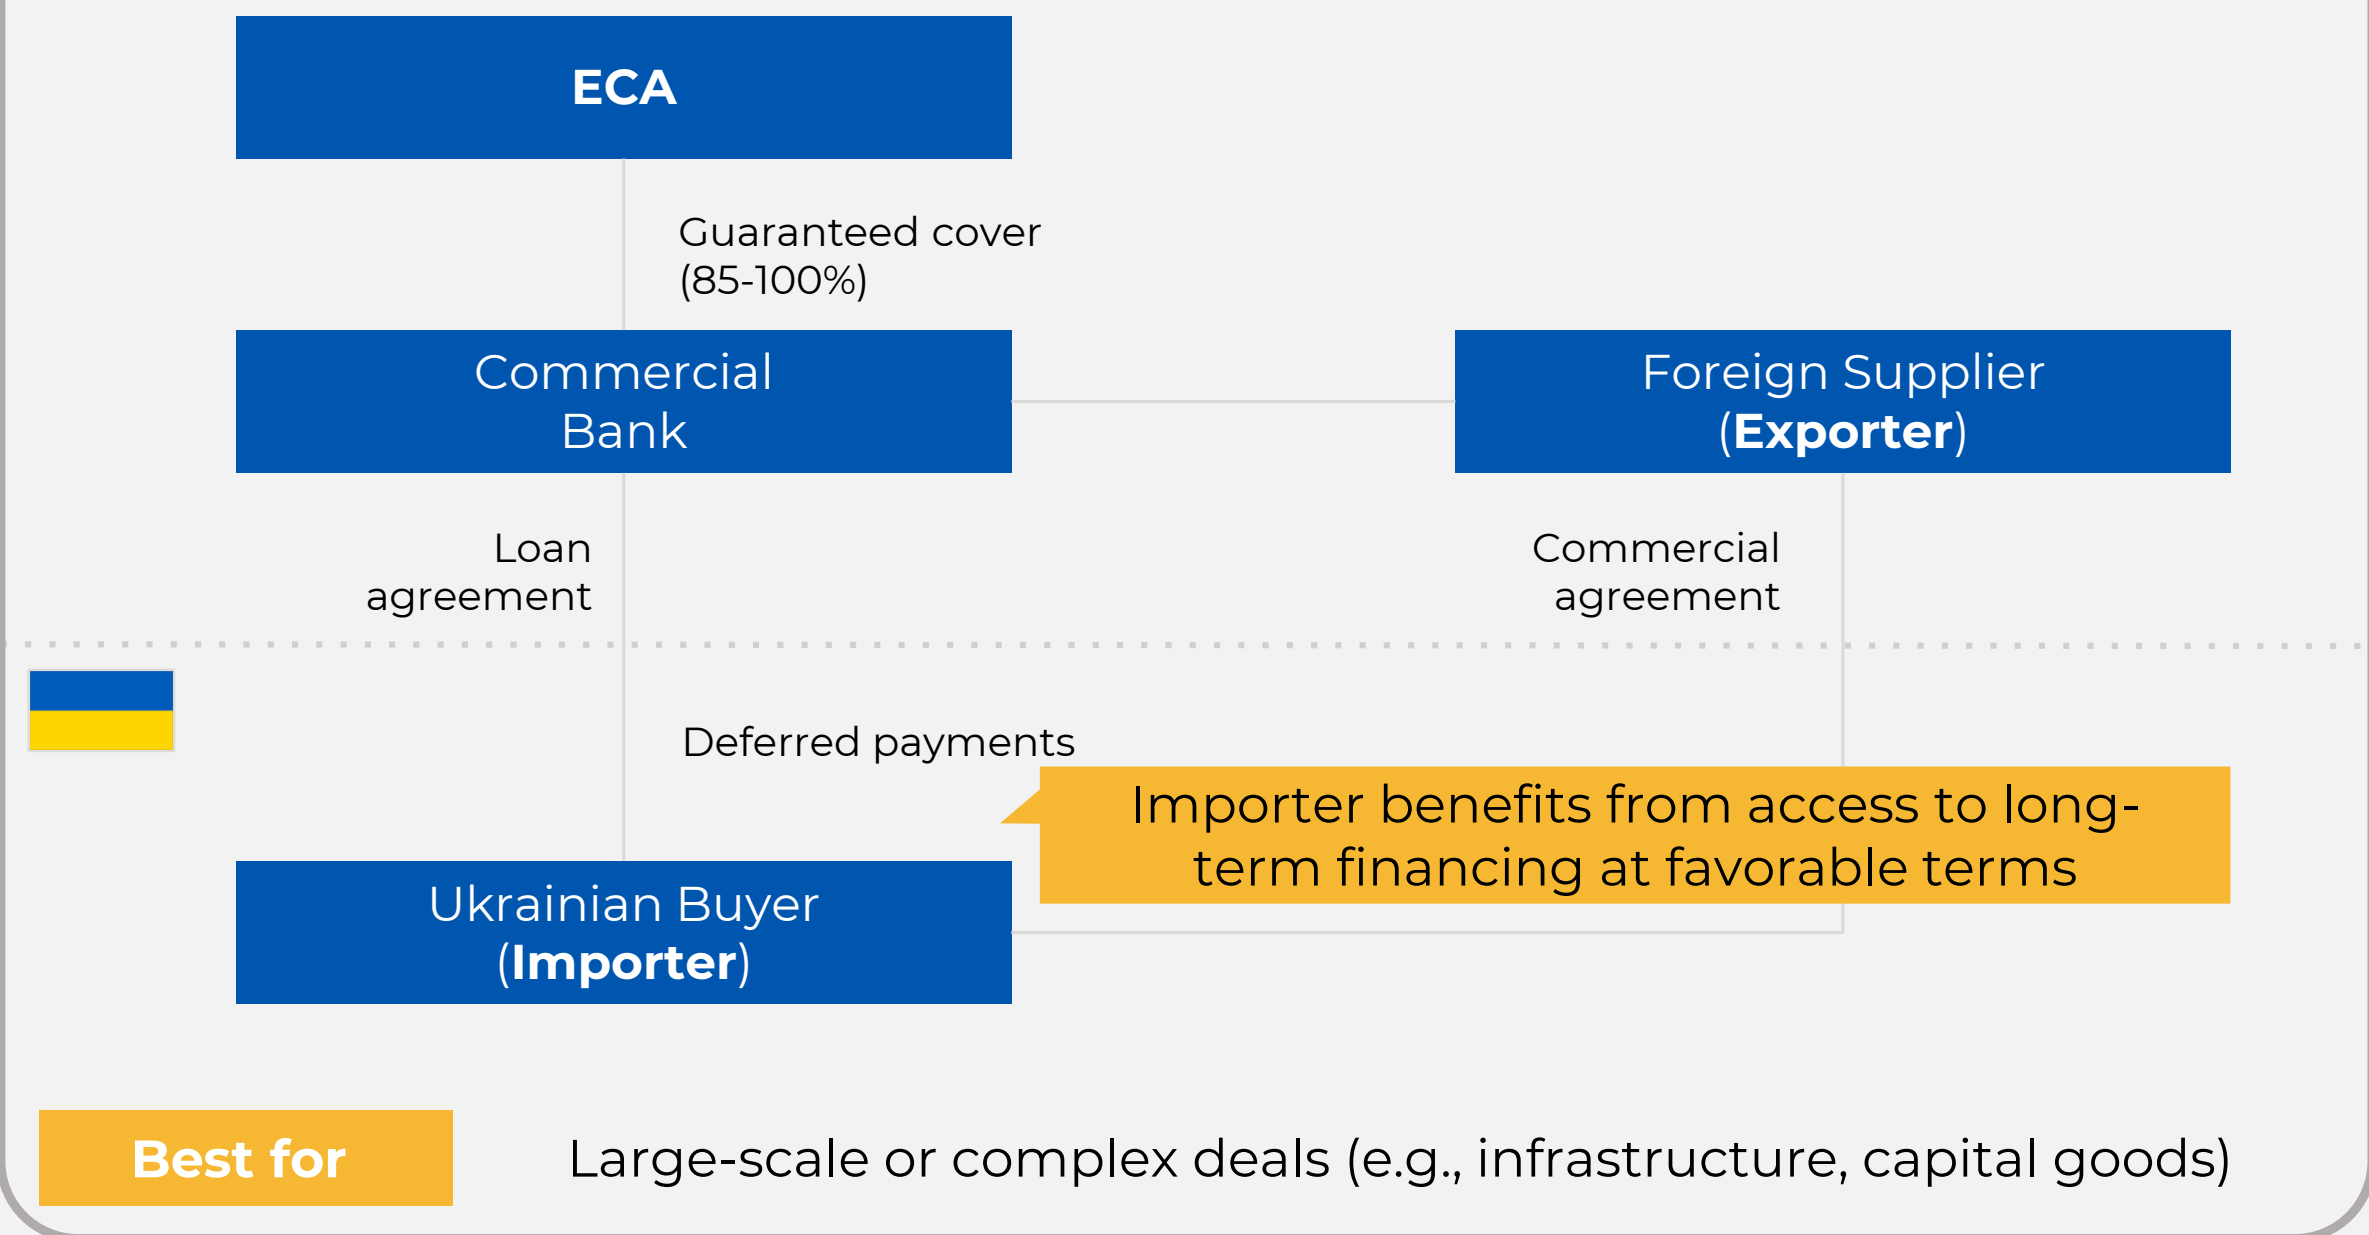 ECA
Guaranteed cover
(85-100%)
Commercial
Bank
Foreign Supplier
(Exporter)
Loan
agreement
Commercial
agreement
Deferred payments
Importer benefits from access to long-
term financing at favorable terms
Ukrainian Buyer
(Importer)
Best for
Large-scale or complex deals (e.g., infrastructure, capital goods)